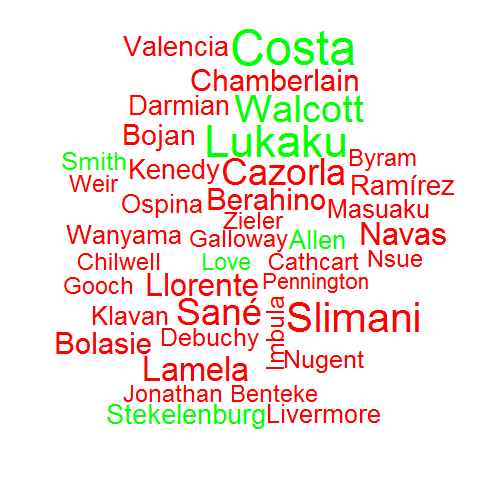 Valencia Costa
Chamberlain
Darmian Walcott
Bojan Lukaku
Smith Kenedy Cazorla Byram
Weir Ramírez
Ospina Berahino Masuaku
Zieler
Wanyama Galloway Allen Navas
Chilwell Love Cathcart Nsue
Gooch Llorente Pennington
Klavan Sané Imbula Slimani
Bolasie Debuchy
Lamela Nugent
Jonathan Benteke
Stekelenburg Livermore